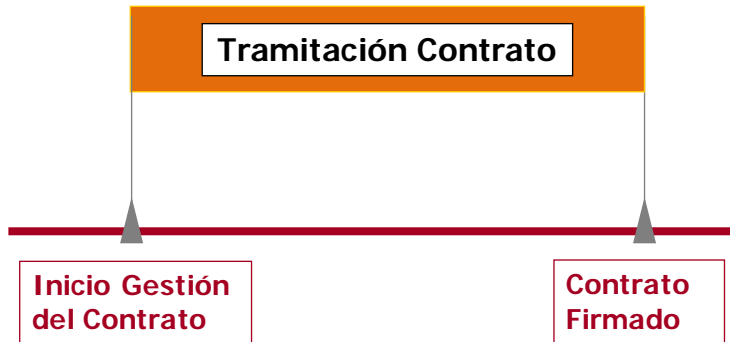 Tramitación Contrato
Inicio Gestión
del Contrato
Contrato
Firmado